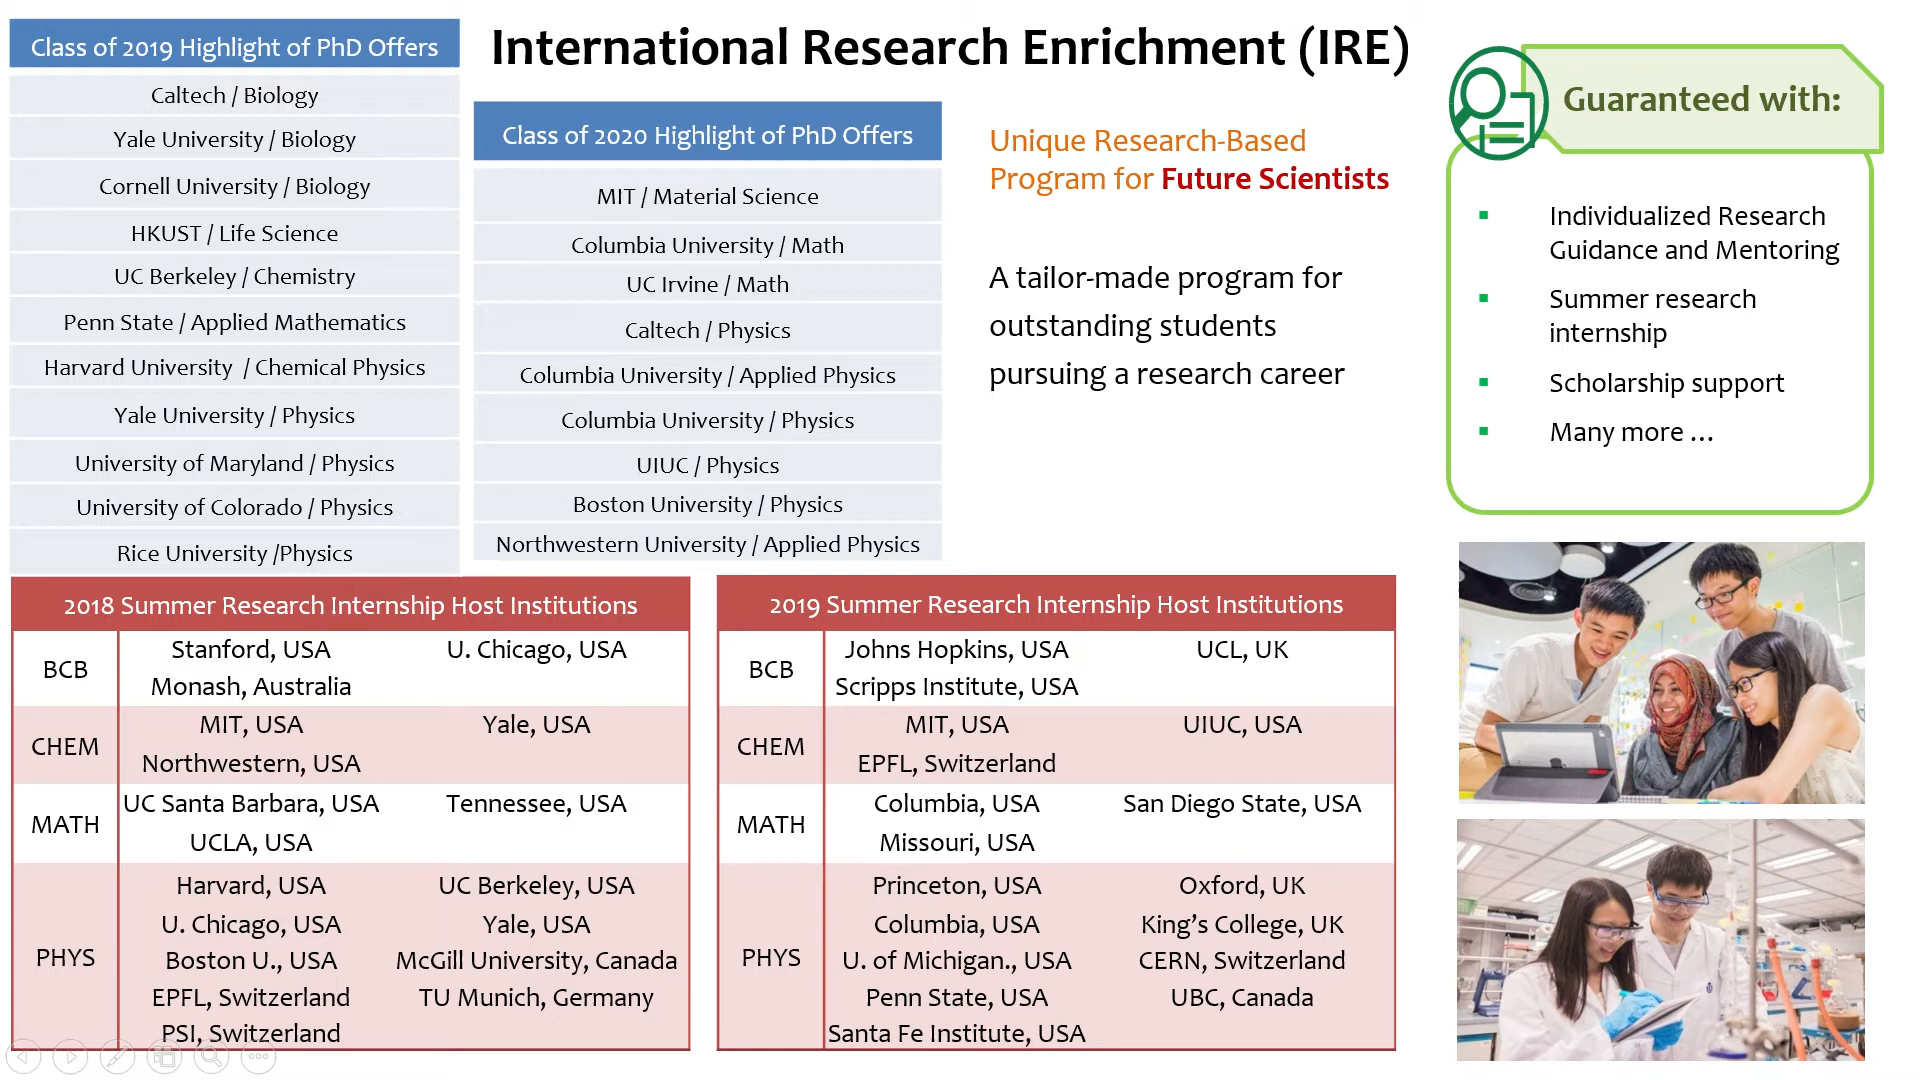 International Research Enrichment (IRE)
Class of 2019 Highlight of PhD Offers
Caltech / Biology
Yale University / Biology
Cornell University / Biology
HKUST / Life Science
UC Berkeley / Chemistry
Penn State / Applied Mathematics
Harvard University  / Chemical Physics
Yale University / Physics
University of Maryland / Physics
University of Colorado / Physics
Rice University /Physics
Class of 2020 Highlight of PhD Offers
MIT / Material Science
Columbia University / Math
UC Irvine / Math
Caltech / Physics
Columbia University / Applied Physics
Columbia University / Physics
UIUC / Physics
Boston University / Physics
Northwestern University / Applied Physics
Unique Research-Based
Program for Future Scientists
A tailor-made program for
outstanding students
pursuing a research career
Guaranteed with:
▪ Individualized Research
Guidance and Mentoring
▪ Summer research
internship
▪ Scholarship support
▪ Many more ...
2018 Summer Research Internship Host Institutions
BCB
Stanford, USA U. Chicago, USA
Monash, Australia
CHEM
MIT, USA Yale, USA
Northwestern, USA
MATH
UC Santa Barbara, USA Tennessee, USA
UCLA, USA
PHYS
Harvard, USA UC Berkeley, USA
U. Chicago, USA Yale, USA
Boston U., USA McGill University, Canada
EPFL, Switzerland TU Munich, Germany
PSI, Switzerland
2019 Summer Research Internship Host Institutions
BCB
Johns Hopkins, USA UCL, UK
Scripps Institute, USA
CHEM
MIT, USA UIUC, USA
EPFL, Switzerland
MATH
Columbia, USA San Diego State, USA
Missouri, USA
PHYS
Princeton, USA Oxford, UK
Columbia, USA King's College, UK
U. of Michigan., USA CERN, Switzerland
Penn State, USA UBC, Canada
Santa Fe Institute, USA